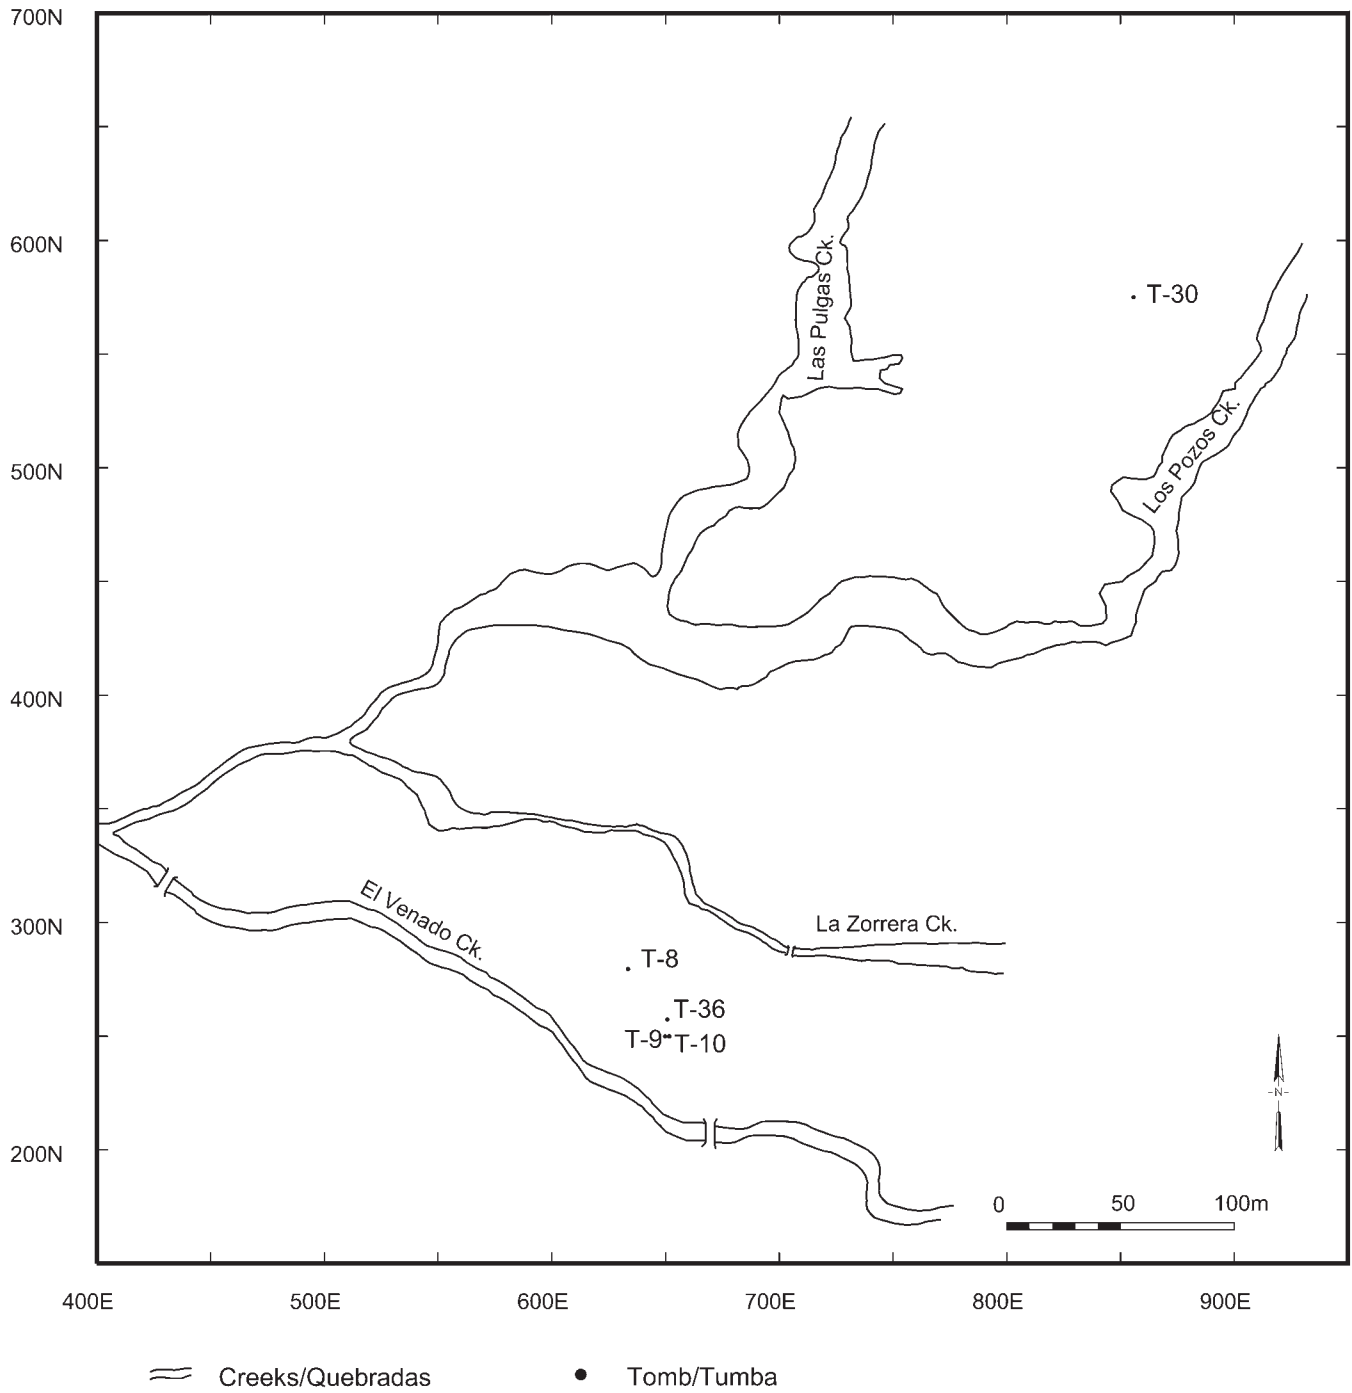 700N
600N
Las Pulgas Ck.
T-30
Los Pozos Ck.
500N
400N
El Venado Ck.
La Zorrera Ck.
300N
T-8
T-36
T-9
T-10
N
200N
0 50 100m
400E 500E 600E 700E 800E 900E
Creeks/Quebradas
Tomb/Tumba